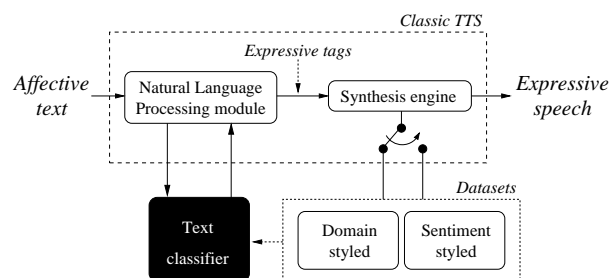 Classic TTS
Expressive tags
Affective
text
Natural Language
Processing module
Synthesis engine
Expressive
speech
Datasets
Text
classifier
Domain
styled
Sentiment
styled